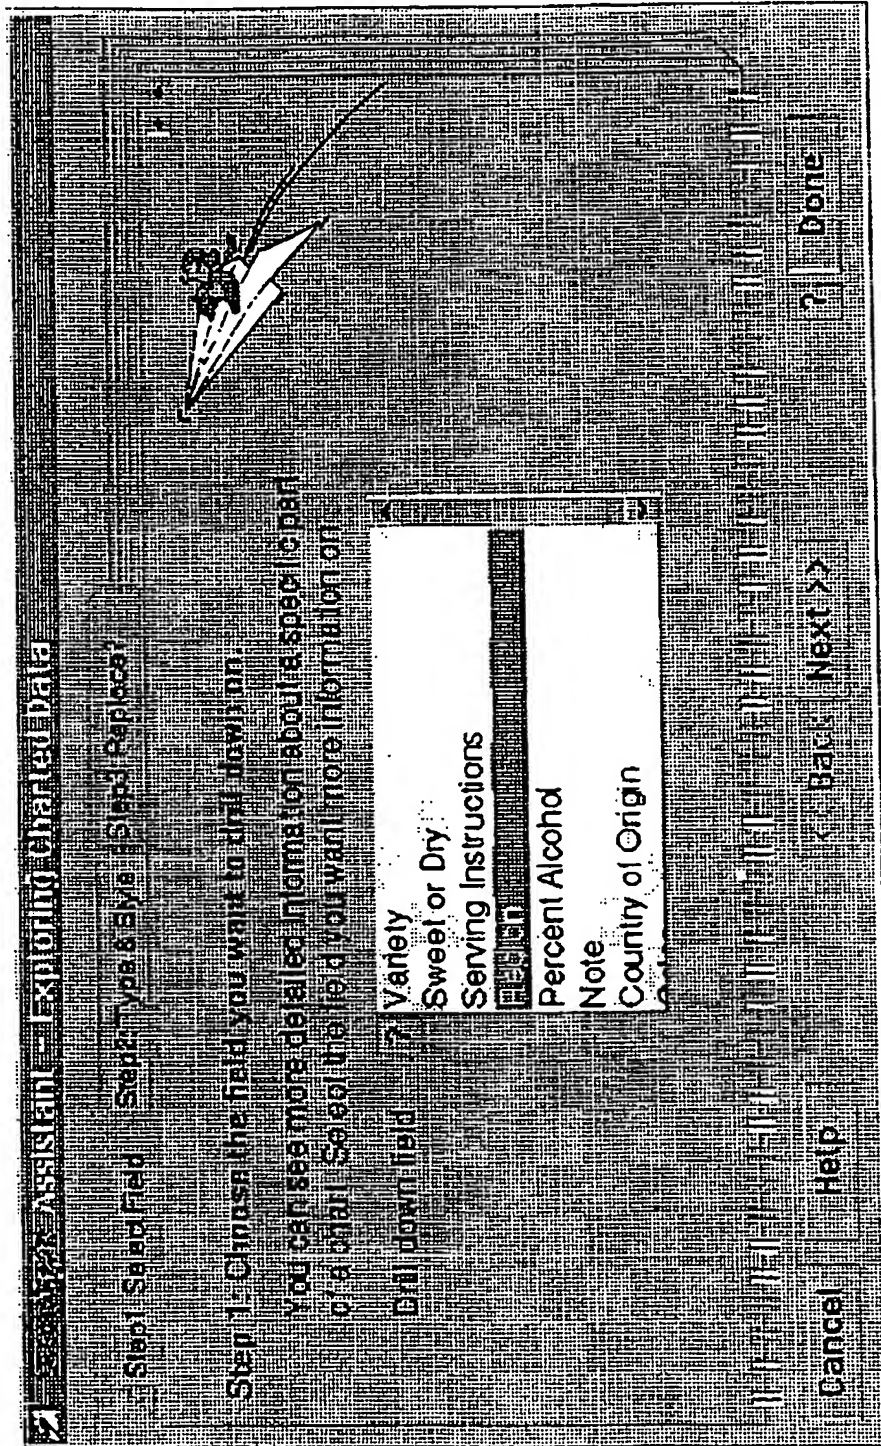 Assistant -- Exploring Charted Data
Step1: Select Field
Step2: Type & Style
Step3: Replace?
Step 1: Choose the field you want to drill down on.
You can see more detailed information about a specific part
of a chart. Select the field you want more information on
Drill down field
?
Variety
Sweet or Dry
Serving Instructions
Percent Alcohol
Note
Country of Origin
Cancel
Help
<< Back
Next >>
?
Done